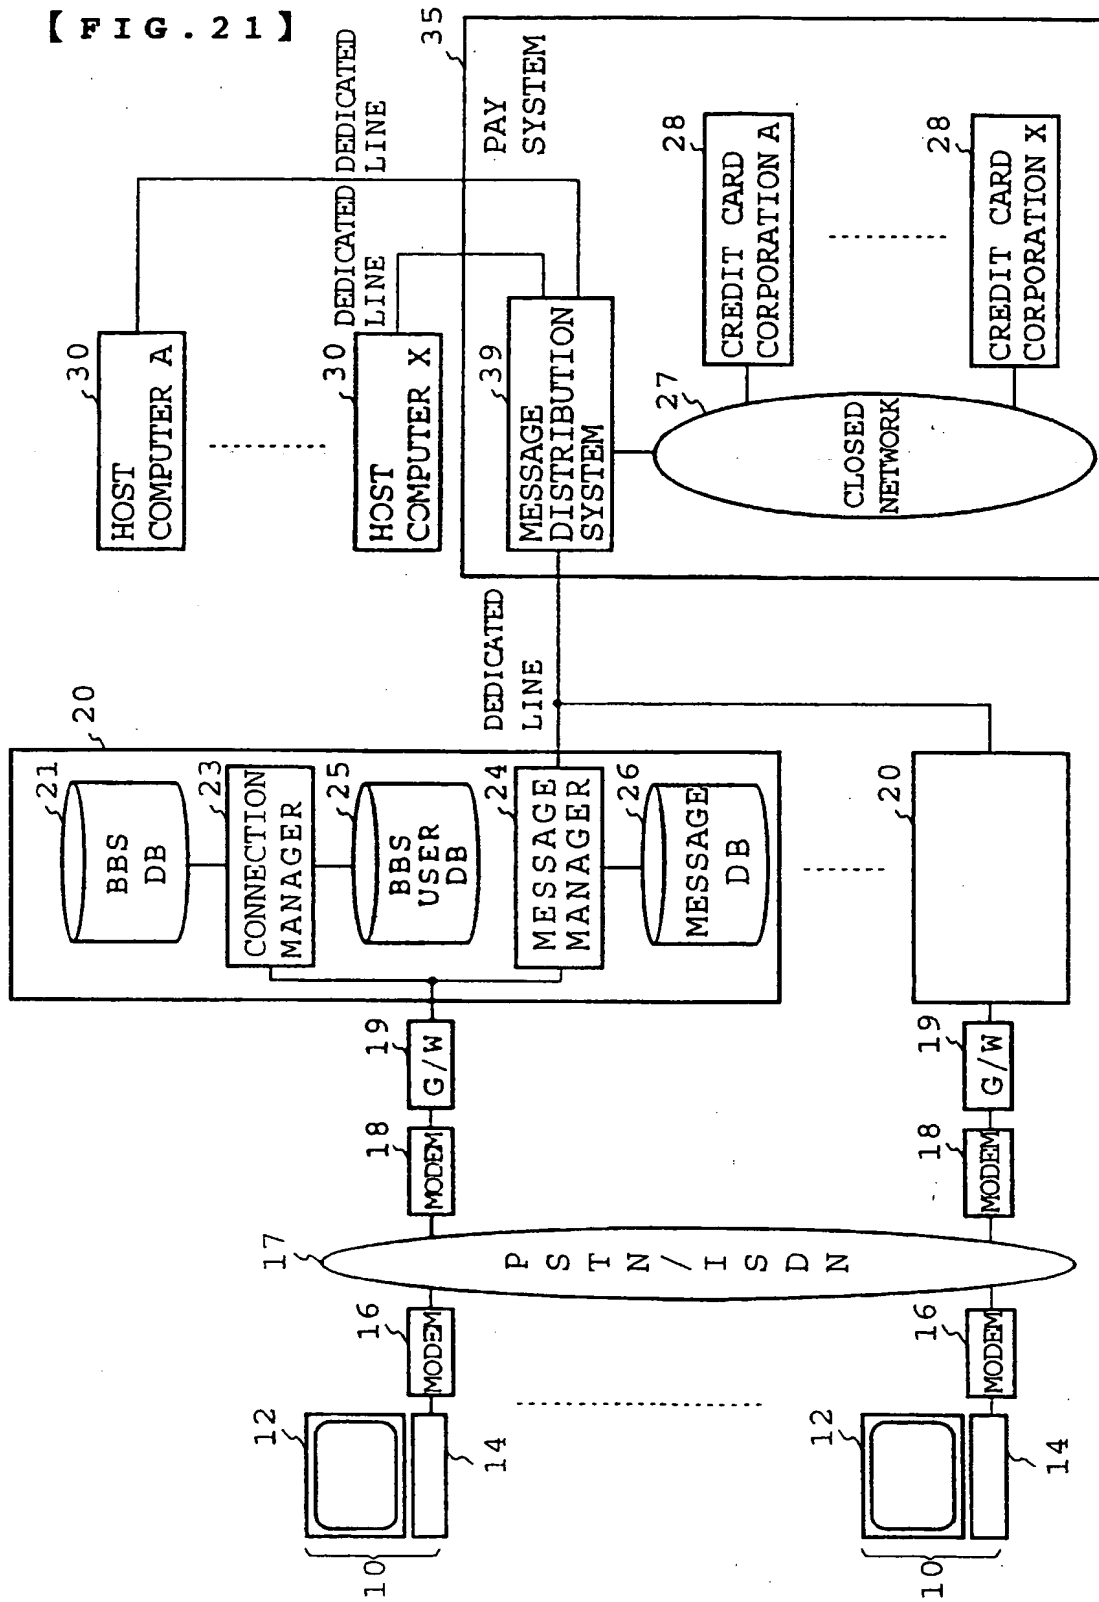 【FIG.21】
10
12
14
16
MODEM
17
PSTN/ISDN
18
MODEM
19
G/W
20
21
BBS
DB
23
CONNECTION
MANAGER
25
BBS
USER
DB
24
MESSAGE
MANAGER
26
MESSAGE
DB
10
12
14
16
MODEM
18
MODEM
19
G/W
20
DEDICATED
LINE
30
HOST
COMPUTER A
30
HOST
COMPUTER X
DEDICATED
LINE
DEDICATED
LINE
35
PAY
SYSTEM
39
MESSAGE
DISTRIBUTION
SYSTEM
27
CLOSED
NETWORK
28
CREDIT CARD
CORPORATION A
28
CREDIT CARD
CORPORATION X